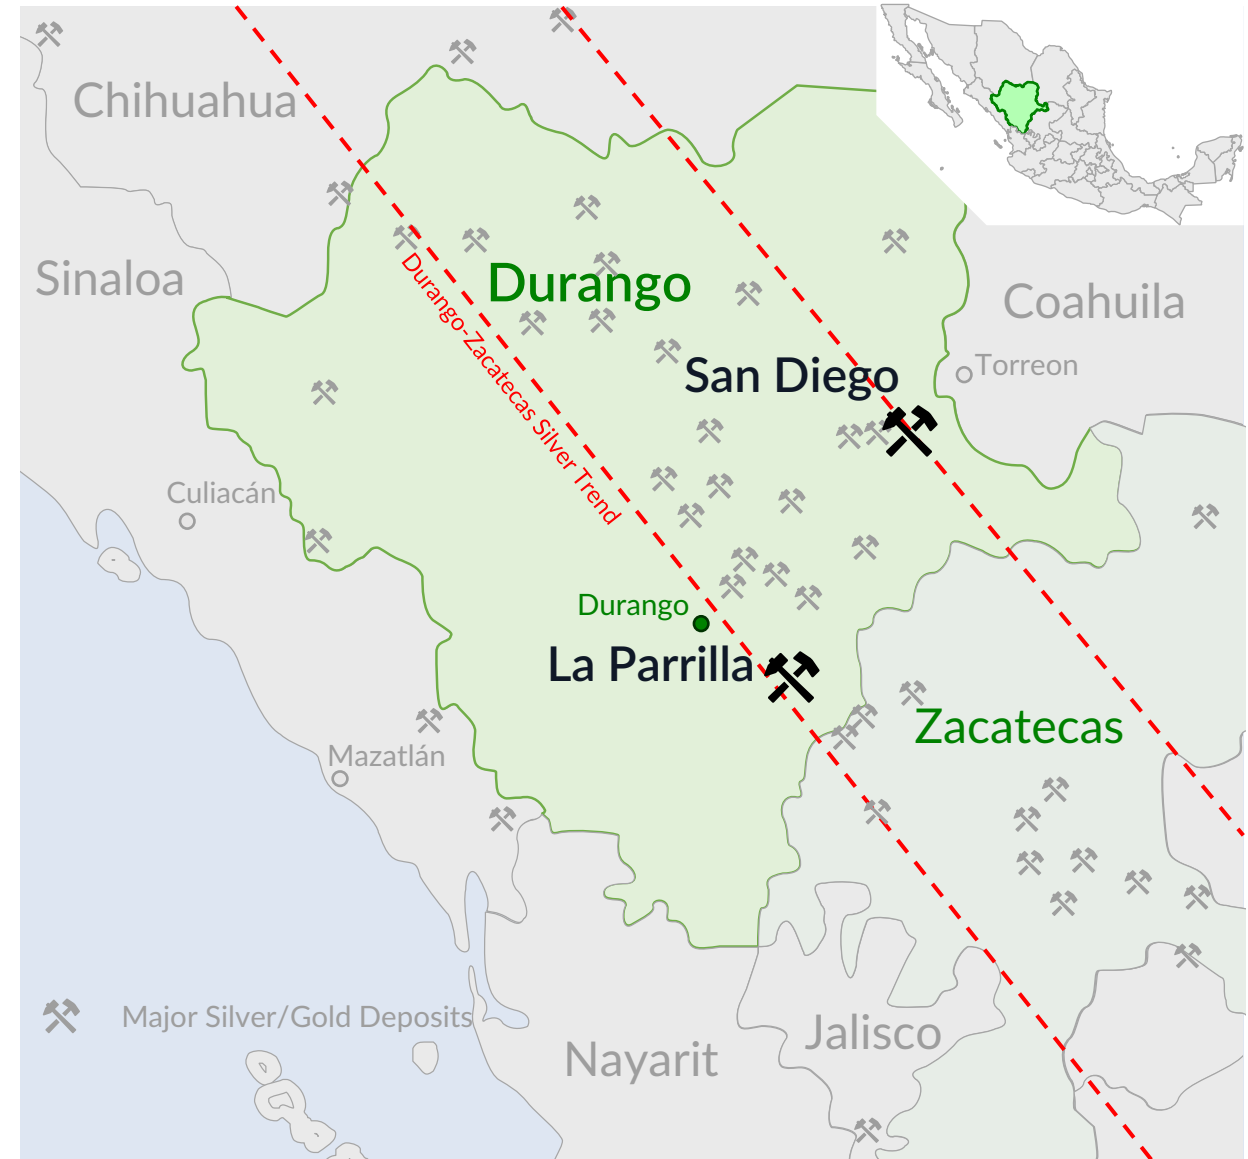 Chihuahua
Sinaloa
Durango
Coahuila
Durango-Zacatecas Silver Trend
San Diego
Torreon
Culiacán
Durango
La Parrilla
Zacatecas
Mazatlán
Major Silver/Gold Deposits
Nayarit
Jalisco